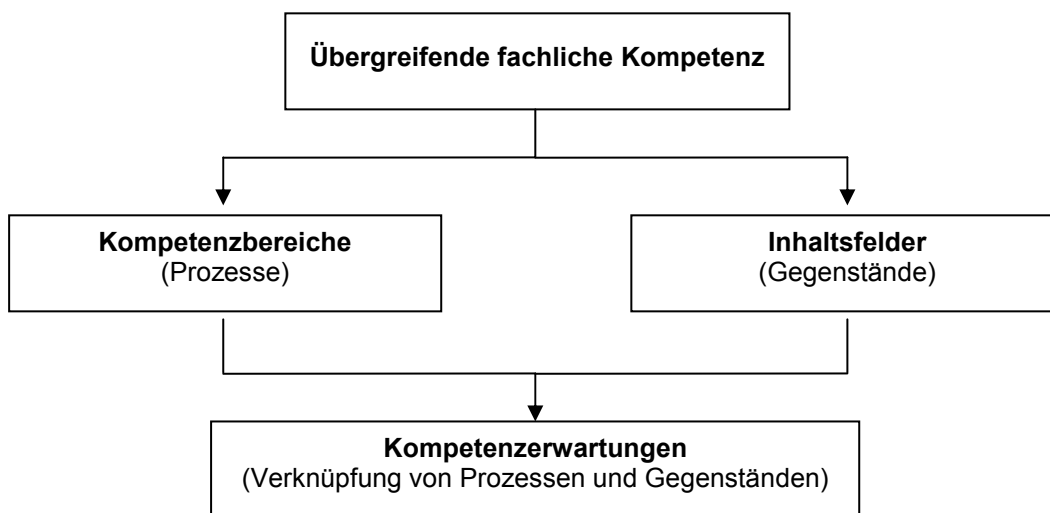 Übergreifende fachliche Kompetenz
Kompetenzbereiche
(Prozesse)
Inhaltsfelder
(Gegenstände)
Kompetenzerwartungen
(Verknüpfung von Prozessen und Gegenständen)